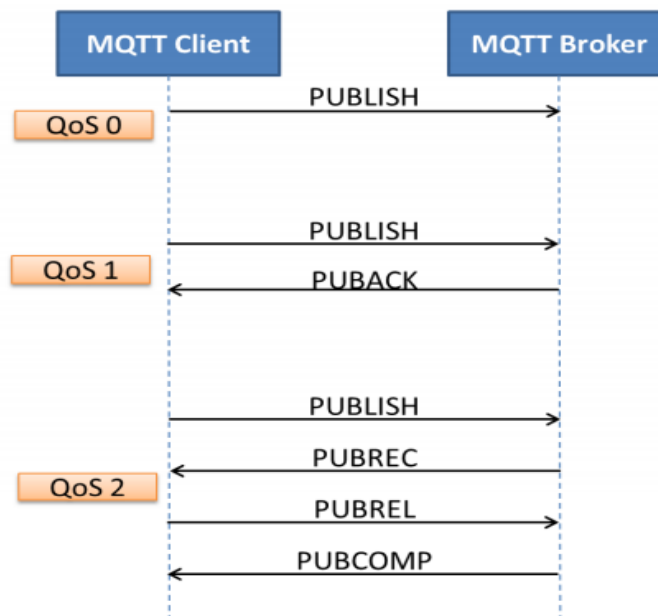 MQTT Client
MQTT Broker
PUBLISH
QoS 0
PUBLISH
QoS 1
PUBACK
PUBLISH
PUBREC
QoS 2
PUBREL
PUBCOMP